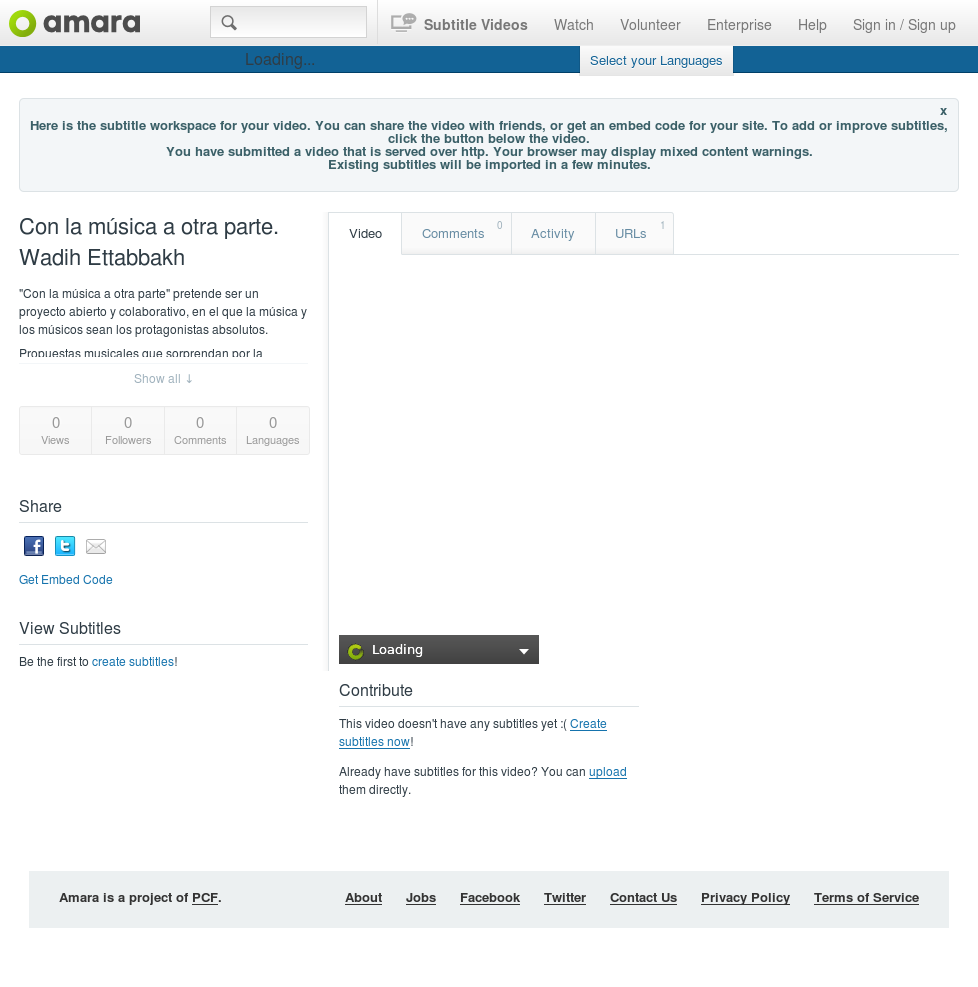 amara
Subtitle Videos Watch Volunteer Enterprise Help Sign in / Sign up
Loading...
Select your Languages
x
Here is the subtitle workspace for your video. You can share the video with friends, or get an embed code for your site. To add or improve subtitles,
click the button below the video.
You have submitted a video that is served over http. Your browser may display mixed content warnings.
Existing subtitles will be imported in a few minutes.
Con la música a otra parte.
Wadih Ettabbakh
"Con la música a otra parte" pretende ser un
proyecto abierto y colaborativo, en el que la música y
los músicos sean los protagonistas absolutos.
Propuestas musicales que sorprendan por la
Show all ↓
0 0 0 0
Views Followers Comments Languages
Share
Get Embed Code
View Subtitles
Be the first to create subtitles!
Video Comments 0 Activity URLs 1
Loading
Contribute
This video doesn't have any subtitles yet :( Create
subtitles now!
Already have subtitles for this video? You can upload
them directly.
Amara is a project of PCF. About Jobs Facebook Twitter Contact Us Privacy Policy Terms of Service